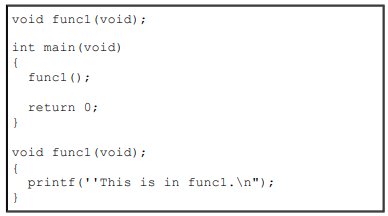 void func1(void);
int main(void)
{
func1();
return 0;
}
void func1(void);
{
printf(''This is in func1.\n");
}